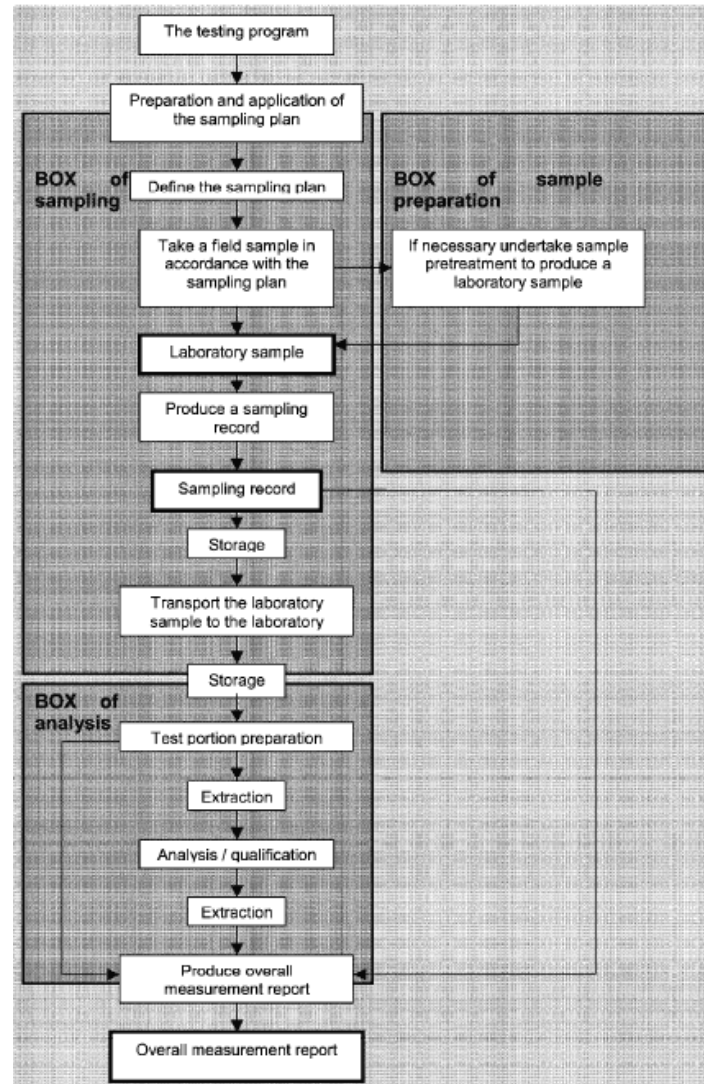 The testing program
Preparation and application of
the sampling plan
BOX of
sampling
Define the sampling plan
BOX of sample
preparation
Take a field sample in
accordance with the
sampling plan
If necessary undertake sample
pretreatment to produce a
laboratory sample
Laboratory sample
Produce a sampling
record
Sampling record
Storage
Transport the laboratory
sample to the laboratory
Storage
BOX of
analysis
Test portion preparation
Extraction
Analysis / qualification
Extraction
Produce overall
measurement report
Overall measurement report